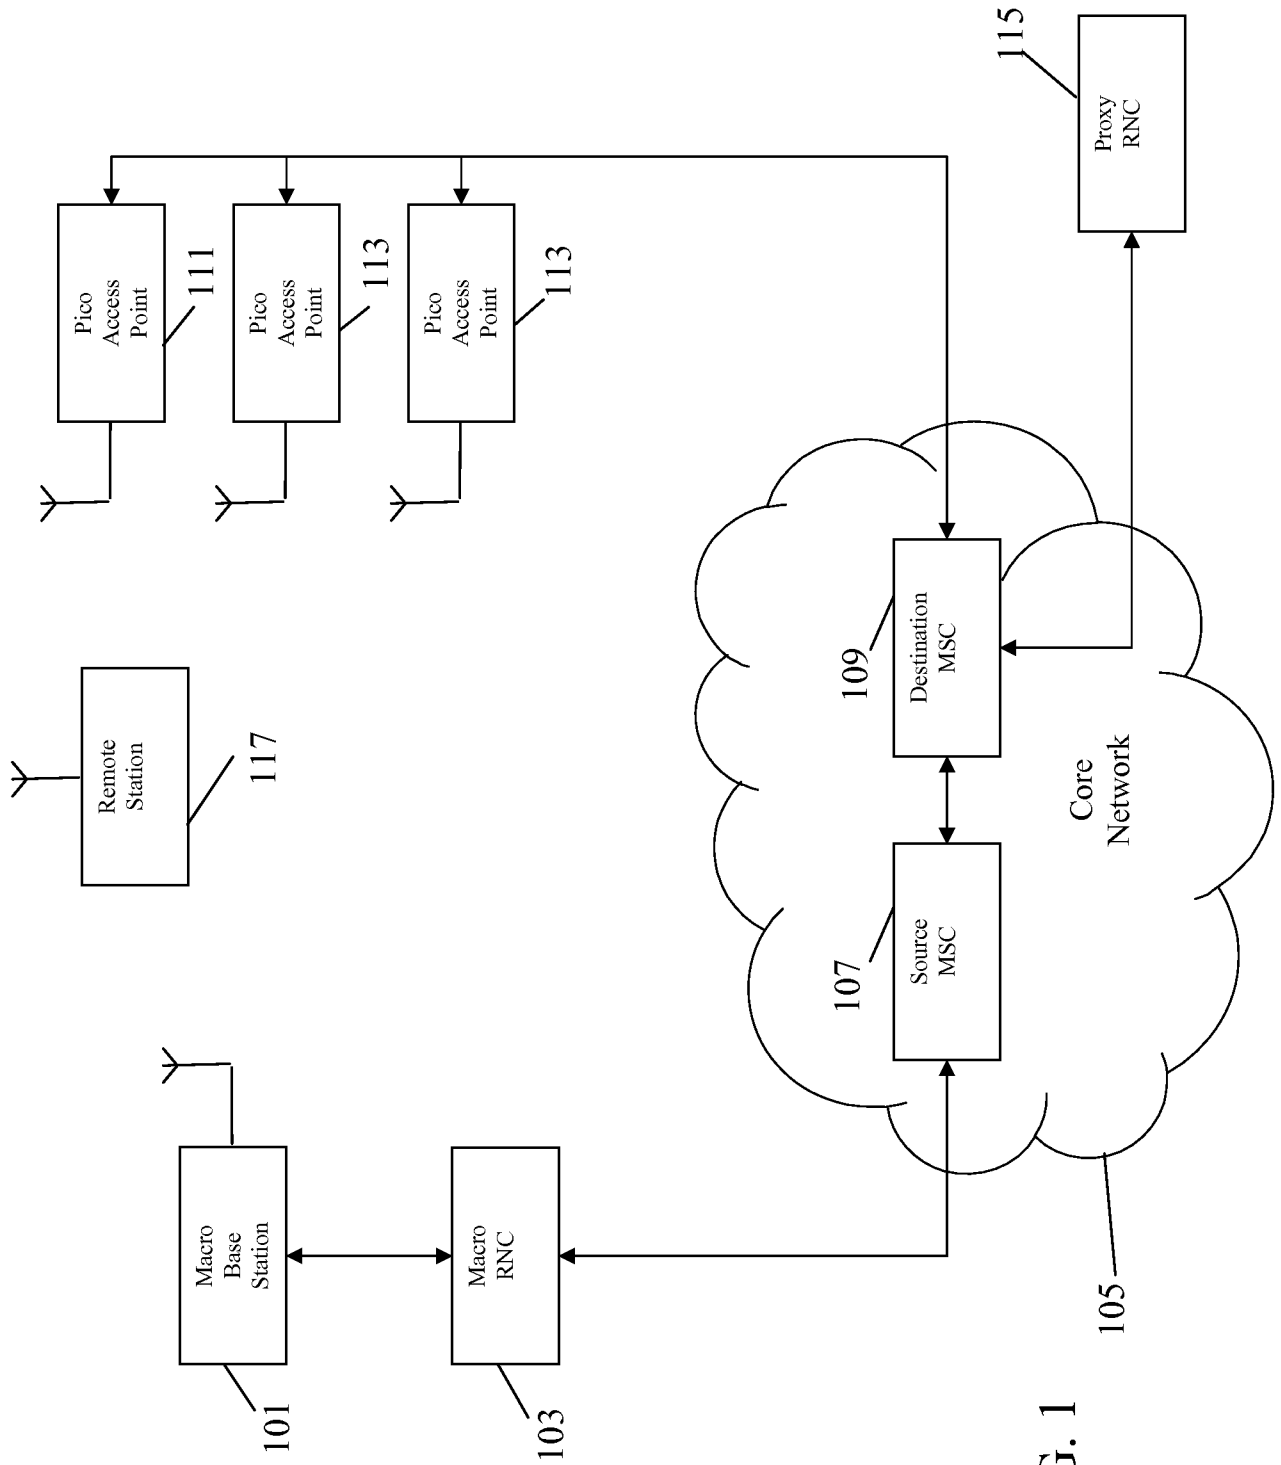 Remote
Station
117
Macro
Base
Station
101
Macro
RNC
103
Pico
Access
Point
111
Pico
Access
Point
113
Pico
Access
Point
113
107
Source
MSC
109
Destination
MSC
Core
Network
105
Proxy
RNC
115
G. 1